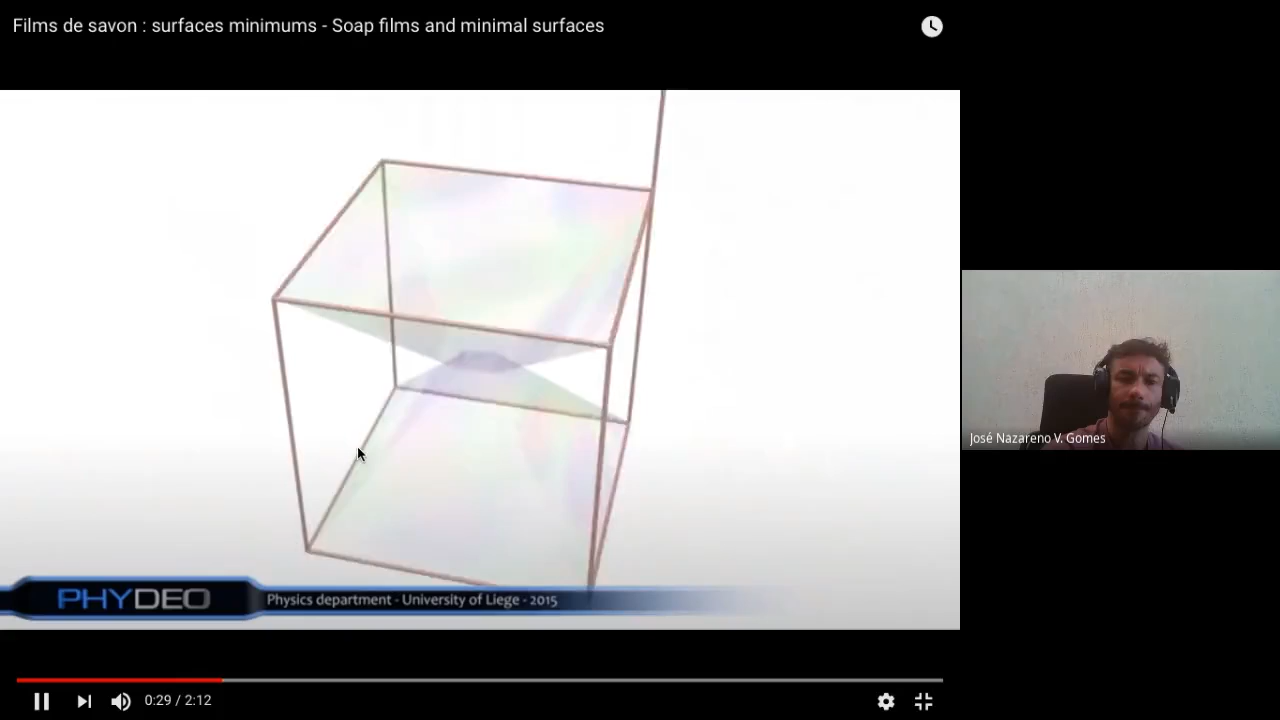 Films de savon : surfaces minimums - Soap films and minimal surfaces
José Nazareno V. Gomes
PHYDEO
Physics department - University of Liege - 2015
0:29 / 2:12